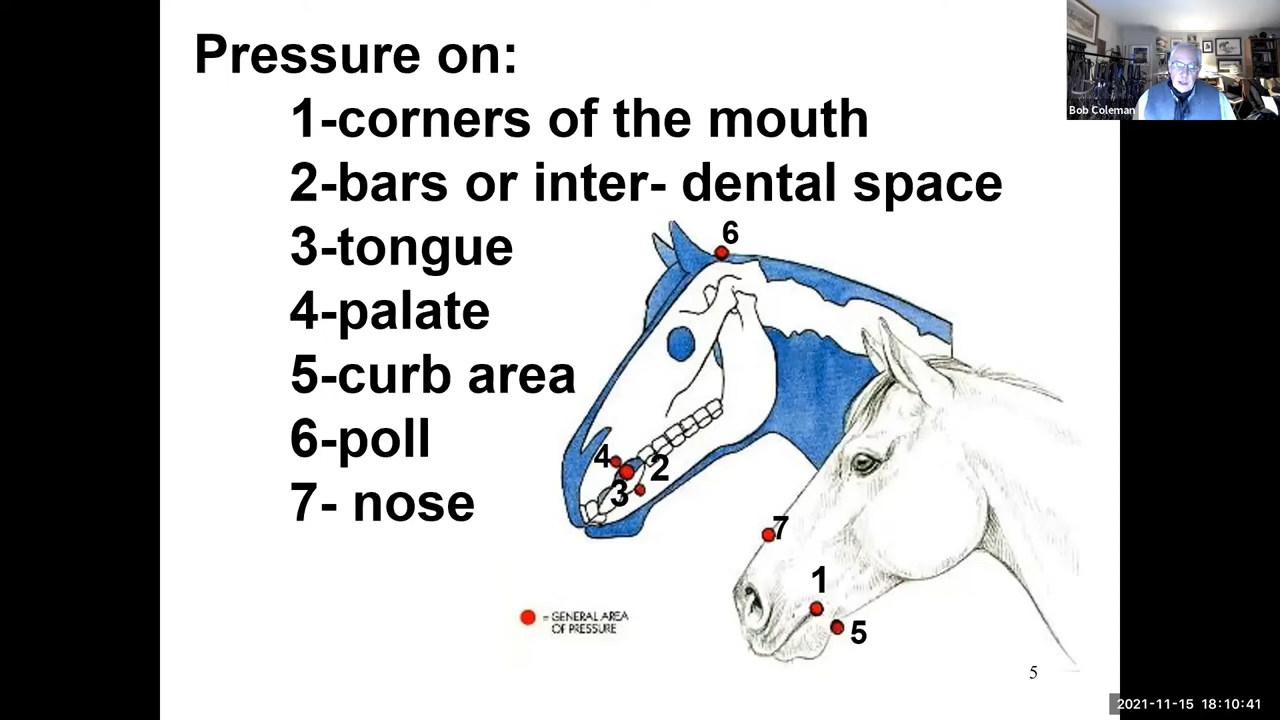 Pressure on:
1-corners of the mouth
2-bars or inter- dental space
3-tongue
4-palate
5-curb area
6-poll
7- nose
6
4
2
3
7
1
5
= GENERAL AREA
OF PRESSURE
5
Bob Coleman
2021-11-15 18:10:41